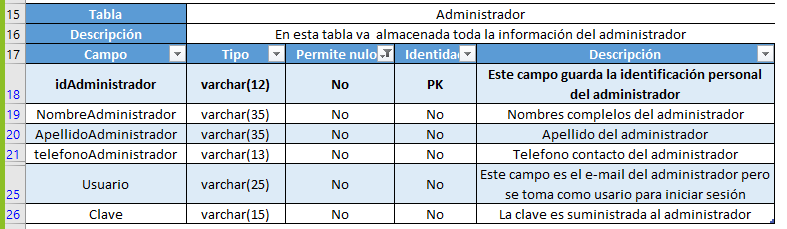 15 Tabla Administrador
16 Descripción En esta tabla va almacenada toda la información del administrador
17 Campo Tipo Permite nulo Identidad Descripción
Este campo guarda la identificación personal
18 idAdministrador varchar(12) No PK del administrador
19 NombreAdministrador varchar(35) No No Nombres complelos del administrador
20 ApellidoAdministrador varchar(35) No No Apellido del administrador
21 telefonoAdministrador varchar(13) No No Telefono contacto del administrador
Este campo es el e-mail del administrador pero
25 Usuario varchar(25) No No se toma como usario para iniciar sesión
26 Clave varchar(15) No No La clave es suministrada al administrador